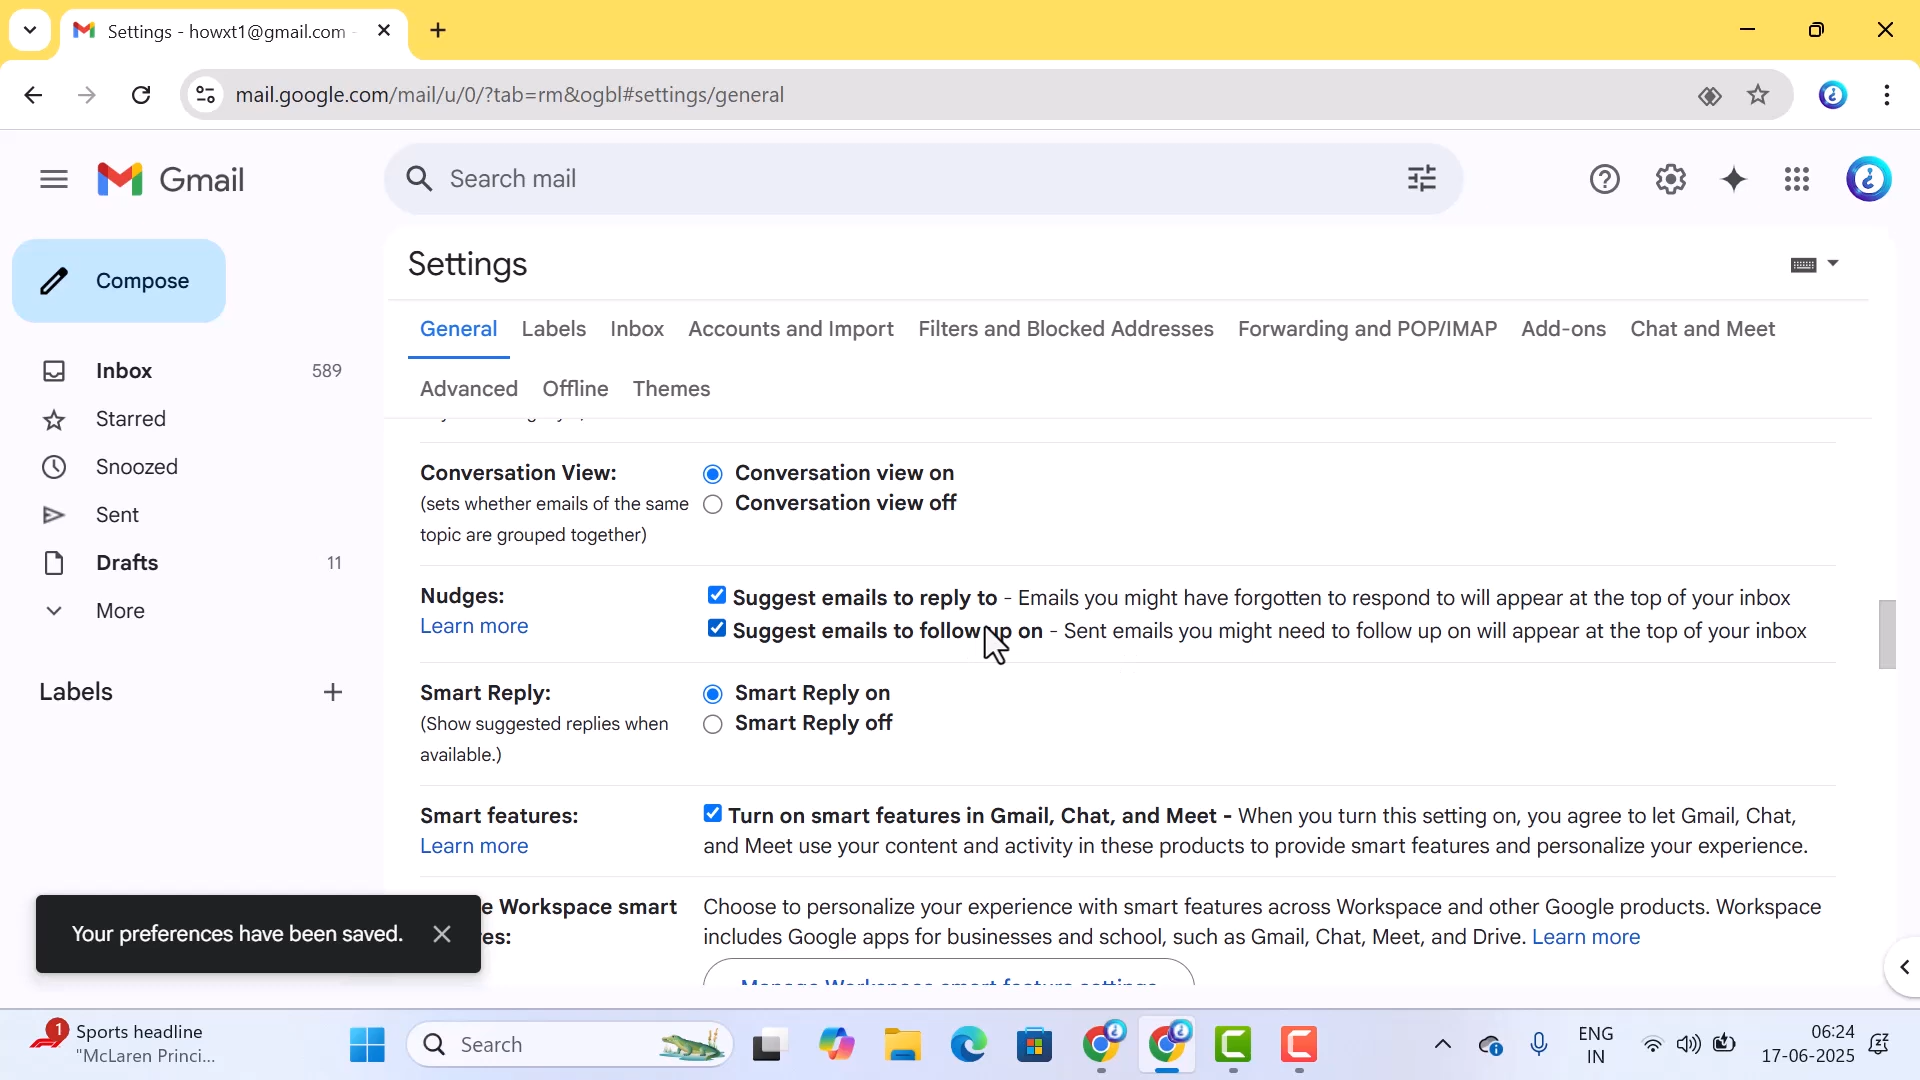 Settings - howxt1@gmail.com -
mail.google.com/mail/u/0/?tab=rm&ogbl#settings/general
Gmail
Search mail
Compose
Inbox 589
Starred
Snoozed
Sent
Drafts 11
More
Labels
Settings
General Labels Inbox Accounts and Import Filters and Blocked Addresses Forwarding and POP/IMAP Add-ons Chat and Meet
Advanced Offline Themes
Conversation View:
(sets whether emails of the same
topic are grouped together)
Conversation view on
Conversation view off
Nudges:
Learn more
Suggest emails to reply to - Emails you might have forgotten to respond to will appear at the top of your inbox
Suggest emails to follow up on - Sent emails you might need to follow up on will appear at the top of your inbox
Smart Reply:
(Show suggested replies when
available.)
Smart Reply on
Smart Reply off
Smart features:
Learn more
Turn on smart features in Gmail, Chat, and Meet - When you turn this setting on, you agree to let Gmail, Chat,
and Meet use your content and activity in these products to provide smart features and personalize your experience.
e Workspace smart
es:
Choose to personalize your experience with smart features across Workspace and other Google products. Workspace
includes Google apps for businesses and school, such as Gmail, Chat, Meet, and Drive. Learn more
Manage Workspace smart feature settings
Your preferences have been saved.
1
Sports headline
"McLaren Princi...
Search
ENG
IN
06:24
17-06-2025